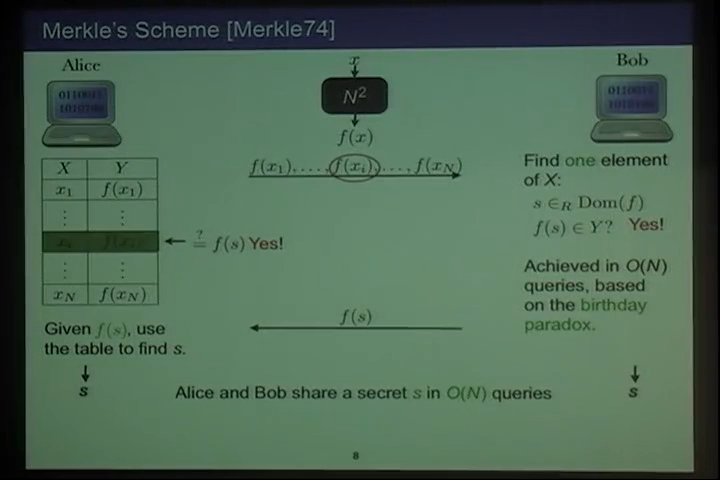 Merkle's Scheme [Merkle74]
Alice
Bob
x
N²
f(x)
X Y
x₁ f(x₁)
⋮ ⋮
⋮ ⋮
x_N f(x_N)
f(x₁), ..., f(xᵢ), ..., f(x_N)
Find one element
of X:
s ∈_R Dom(f)
f(s) ∈ Y? Yes!
← ≟ f(s) Yes!
Achieved in O(N)
queries, based
on the birthday
paradox.
f(s)
Given f(s), use
the table to find s.
s
Alice and Bob share a secret s in O(N) queries
s
8